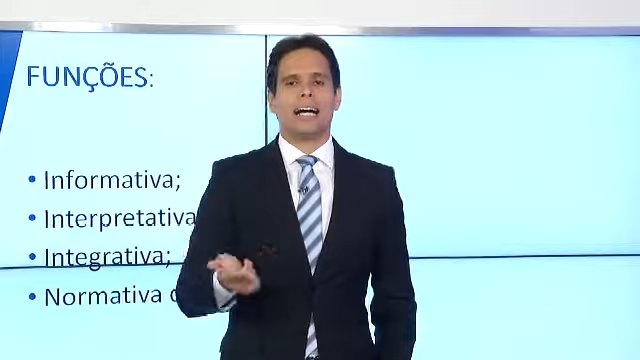 FUNÇÕES:
• Informativa;
• Interpretativa
• Integrativa;
• Normativa